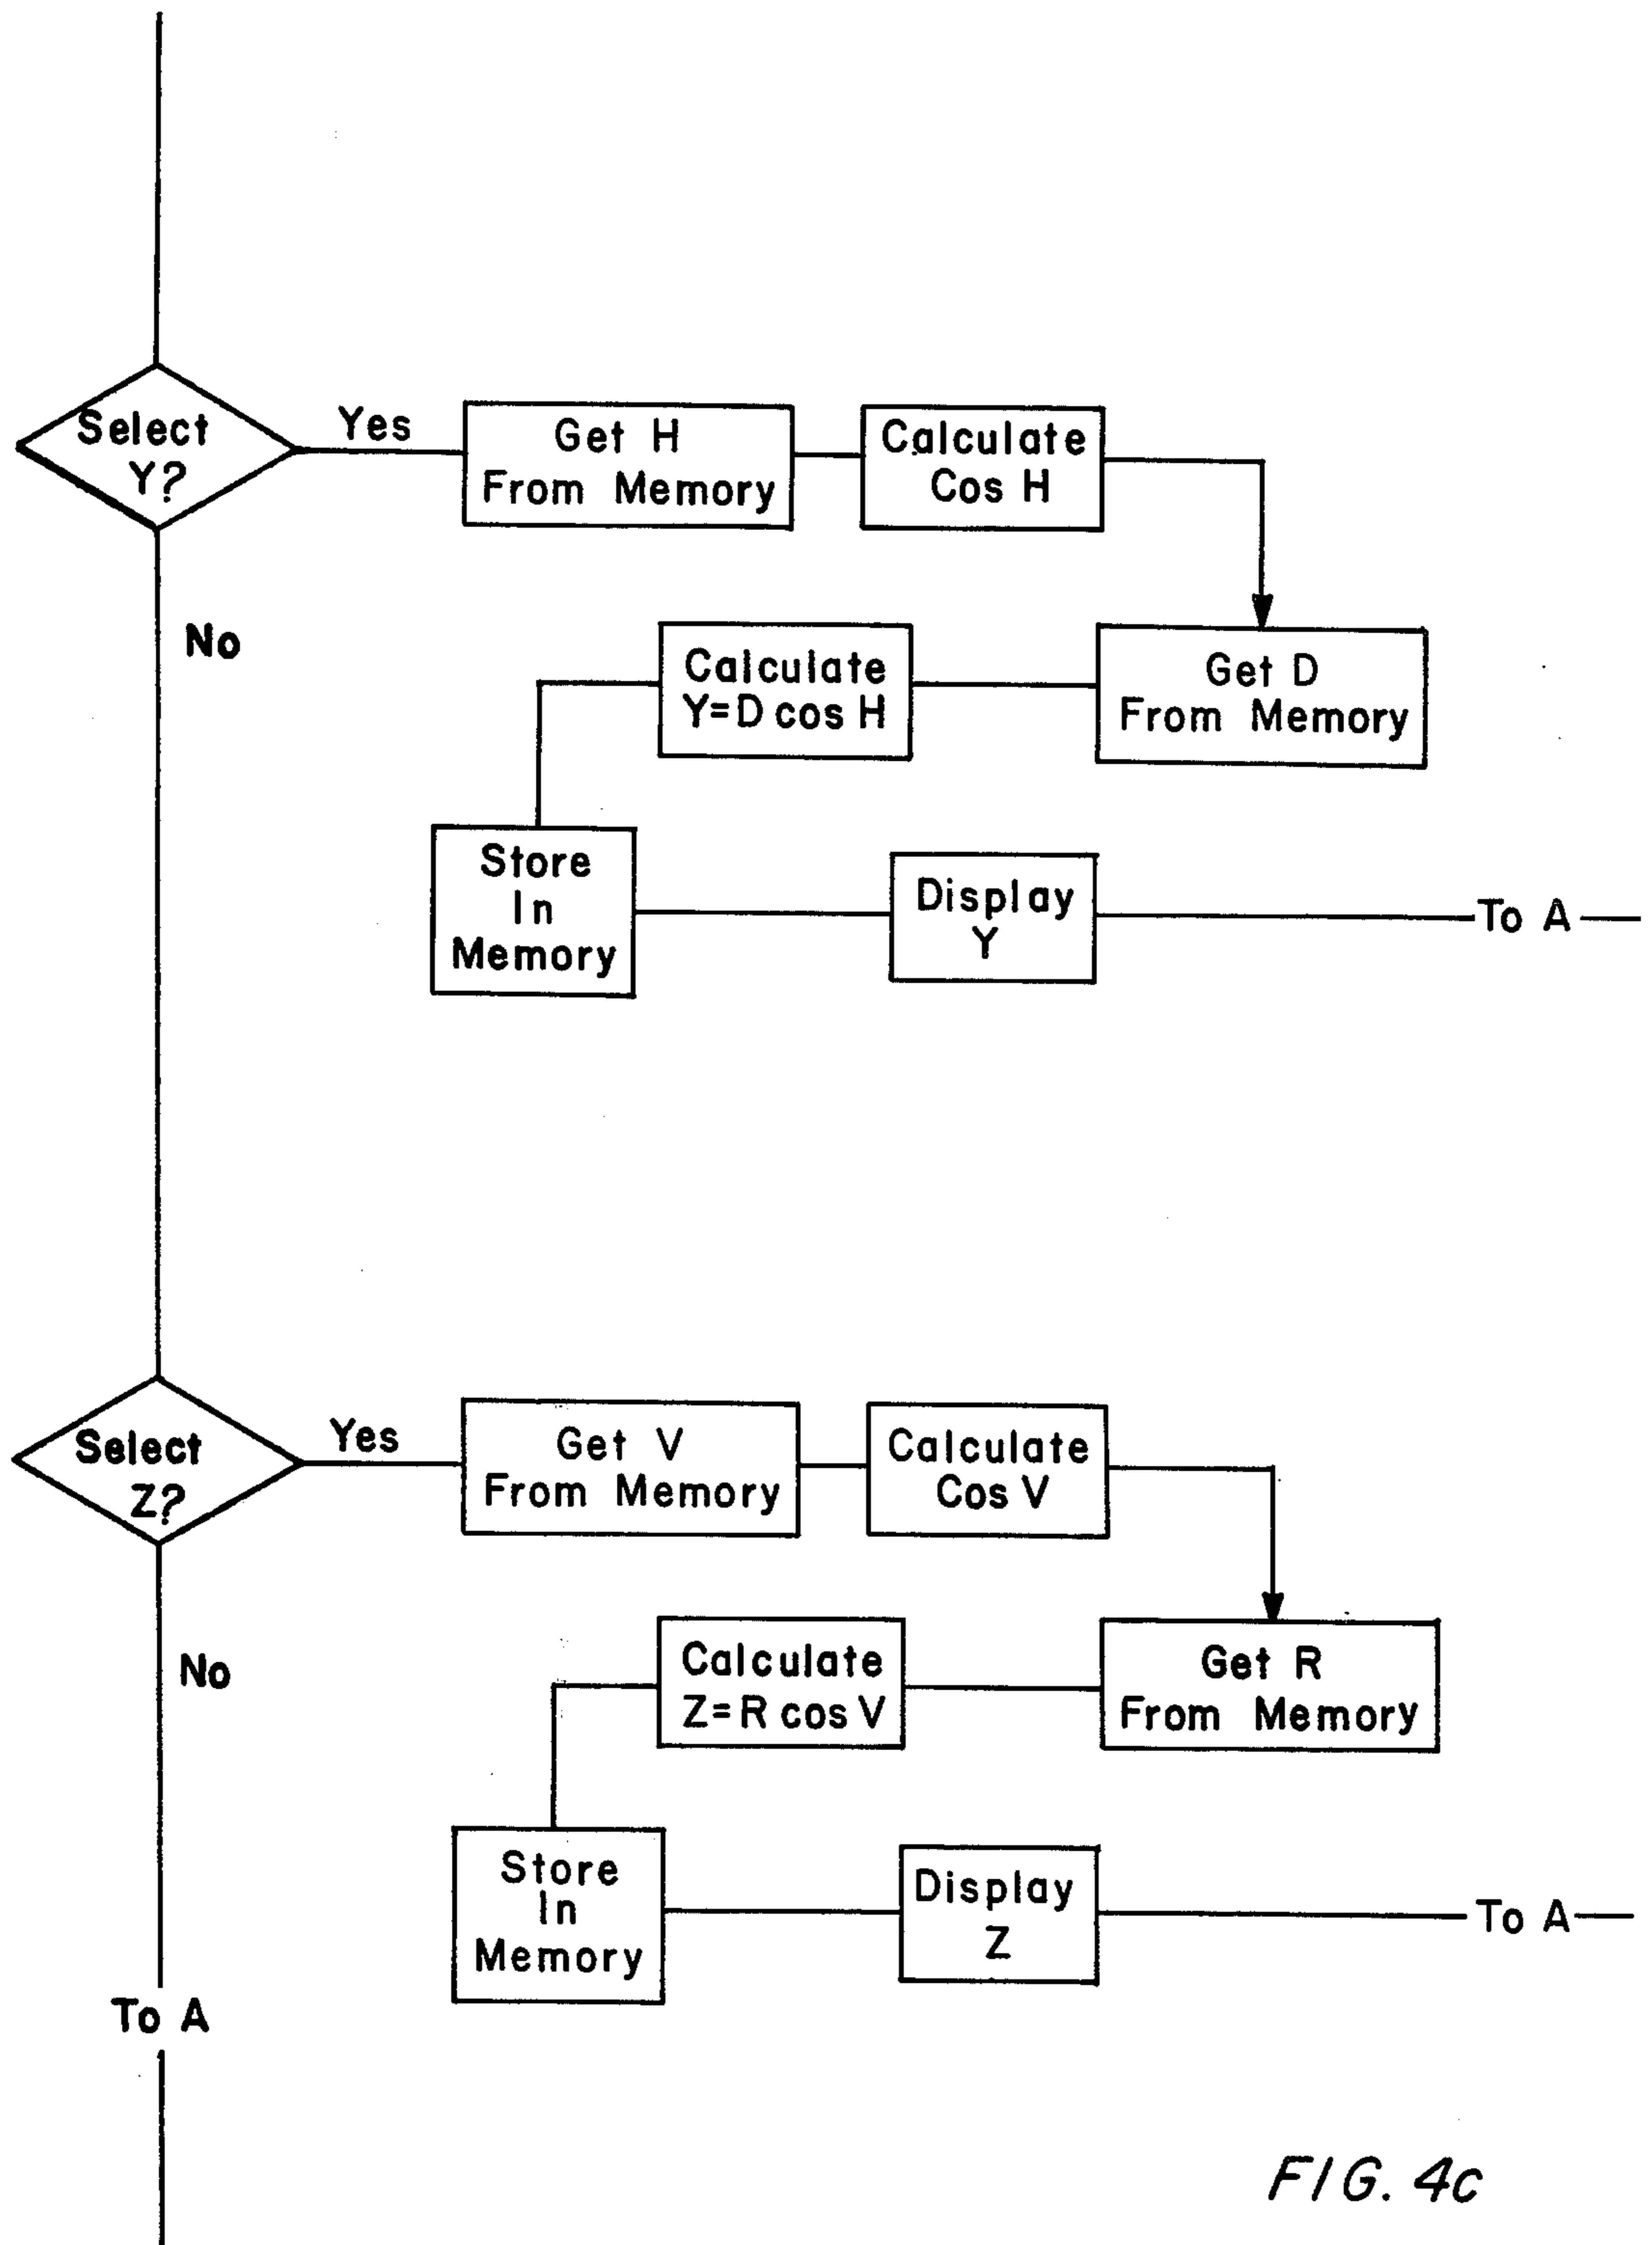 Select
Y?
Yes
Get H
From Memory
Calculate
Cos H
No
Calculate
Y=D cos H
Get D
From Memory
Store
In
Memory
Display
Y
To A
Select
Z?
Yes
Get V
From Memory
Calculate
Cos V
No
Calculate
Z=R cos V
Get R
From Memory
Store
In
Memory
Display
Z
To A
To A
FIG. 4c